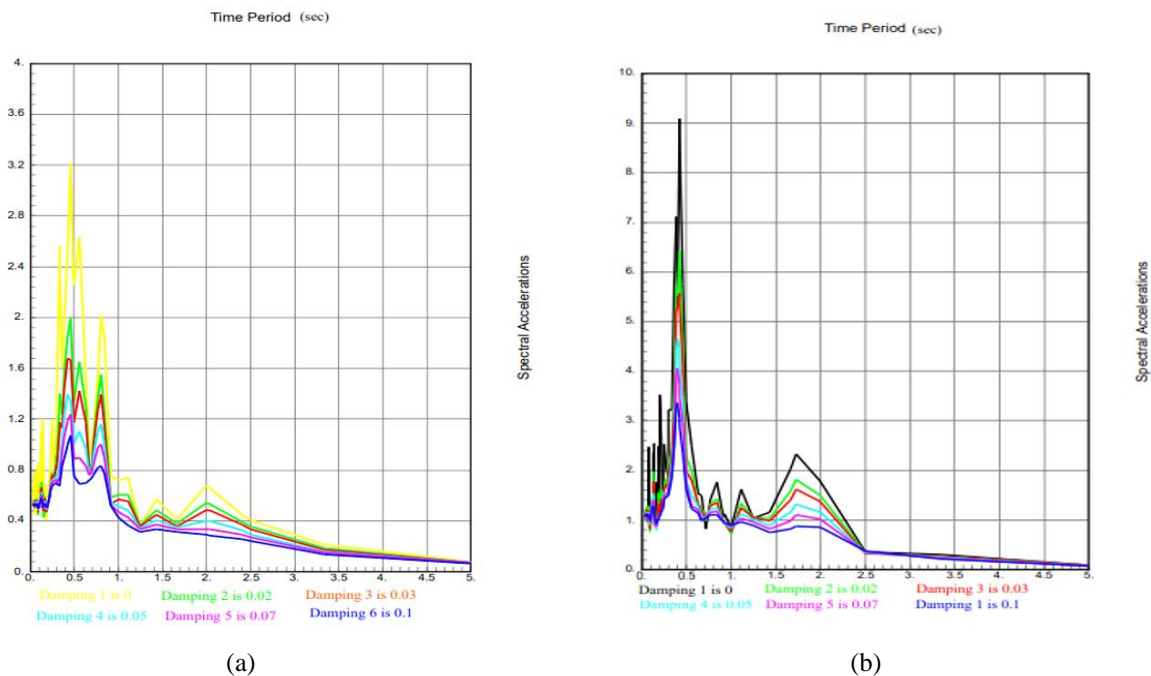 Time Period (sec)
4.
3.6
3.2
2.8
2.4
2.
1.6
1.2
0.8
0.4
0.
0. 0.5 1. 1.5 2. 2.5 3. 3.5 4. 4.5 5.
Spectral Accelerations
Damping 1 is 0 Damping 2 is 0.02 Damping 3 is 0.03
Damping 4 is 0.05 Damping 5 is 0.07 Damping 6 is 0.1
(a)
Time Period (sec)
10.
9.
8.
7.
6.
5.
4.
3.
2.
1.
0.
0. 0.5 1. 1.5 2. 2.5 3. 3.5 4. 4.5 5.
Spectral Accelerations
Damping 1 is 0 Damping 2 is 0.02 Damping 3 is 0.03
Damping 4 is 0.05 Damping 5 is 0.07 Damping 1 is 0.1
(b)